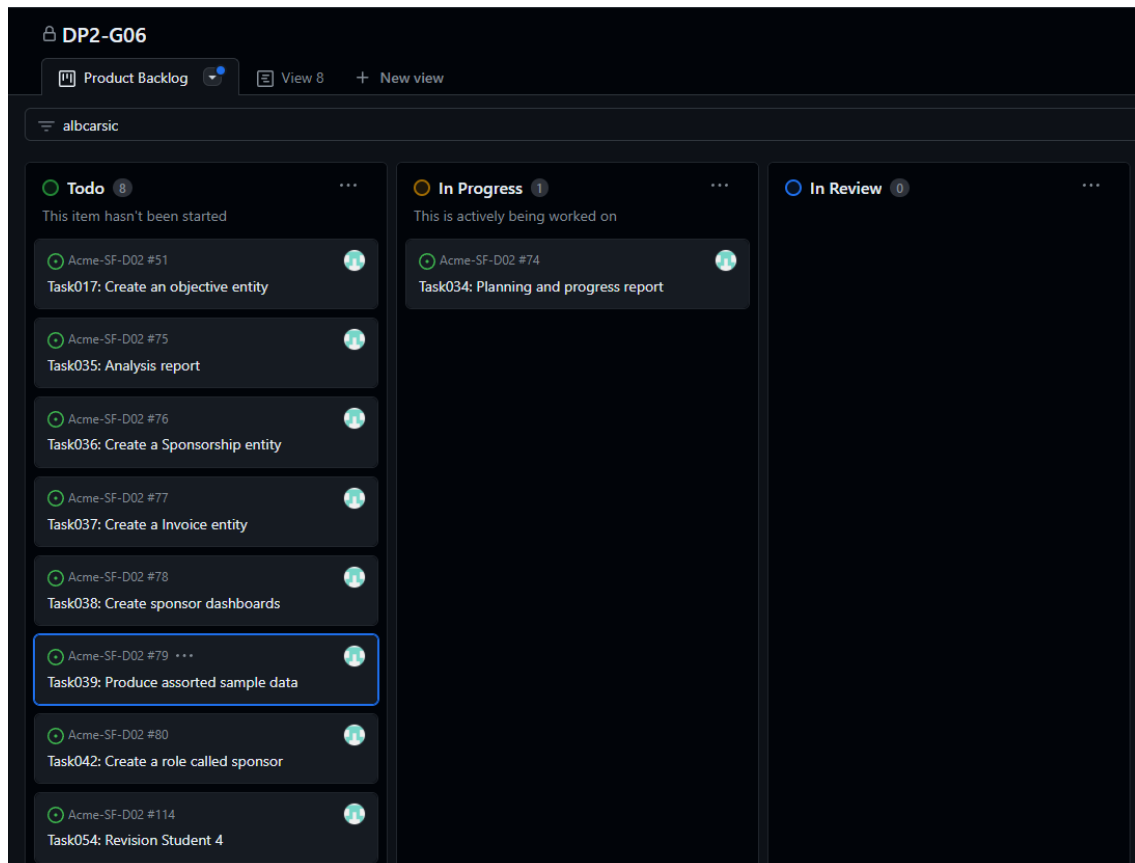 DP2-G06
Product Backlog
View 8
+ New view
albcarsic
Todo 8
This item hasn't been started
Acme-SF-D02 #51
Task017: Create an objective entity
Acme-SF-D02 #75
Task035: Analysis report
Acme-SF-D02 #76
Task036: Create a Sponsorship entity
Acme-SF-D02 #77
Task037: Create a Invoice entity
Acme-SF-D02 #78
Task038: Create sponsor dashboards
Acme-SF-D02 #79 ···
Task039: Produce assorted sample data
Acme-SF-D02 #80
Task042: Create a role called sponsor
Acme-SF-D02 #114
Task054: Revision Student 4
In Progress 1
This is actively being worked on
Acme-SF-D02 #74
Task034: Planning and progress report
In Review 0